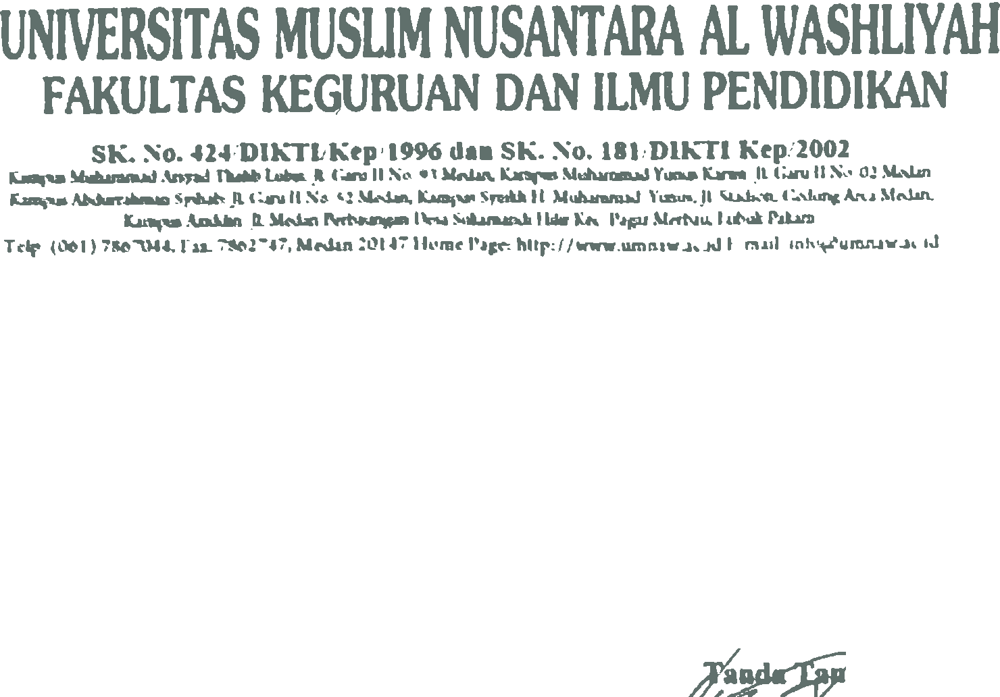 UNIVERSITAS MUSLIM NUSANTARA AL WASHLIYAH
FAKULTAS KEGURUAN DAN ILMU PENDIDIKAN
SK. No. 424/DIKTI/Kep/1996 dan SK. No. 181/DIKTI/Kep/2002
Kampus Muhammad Arsyad Thalib Lubis Jl. Garu II No. 93 Medan, Kampus Muhammad Yunus Karim Jl. Garu II No. 02 Medan
Kampus Abdurrahman Syihab Jl. Garu II No. 52 Medan, Kampus Syeikh H. Muhammad Yunus, Jl. Stadion, Gedung Arca Medan.
Kampus Jl. Medan Perbaungan Desa Sukamandi Hilir Kec. Pagar Merbau, Lubuk Pakam
Telp. (061) 7867044, Fax. 7862747, Medan 20147 Home Page: http://www.umnaw.ac.id E-mail: info@umnaw.ac.id
Tanda Tan